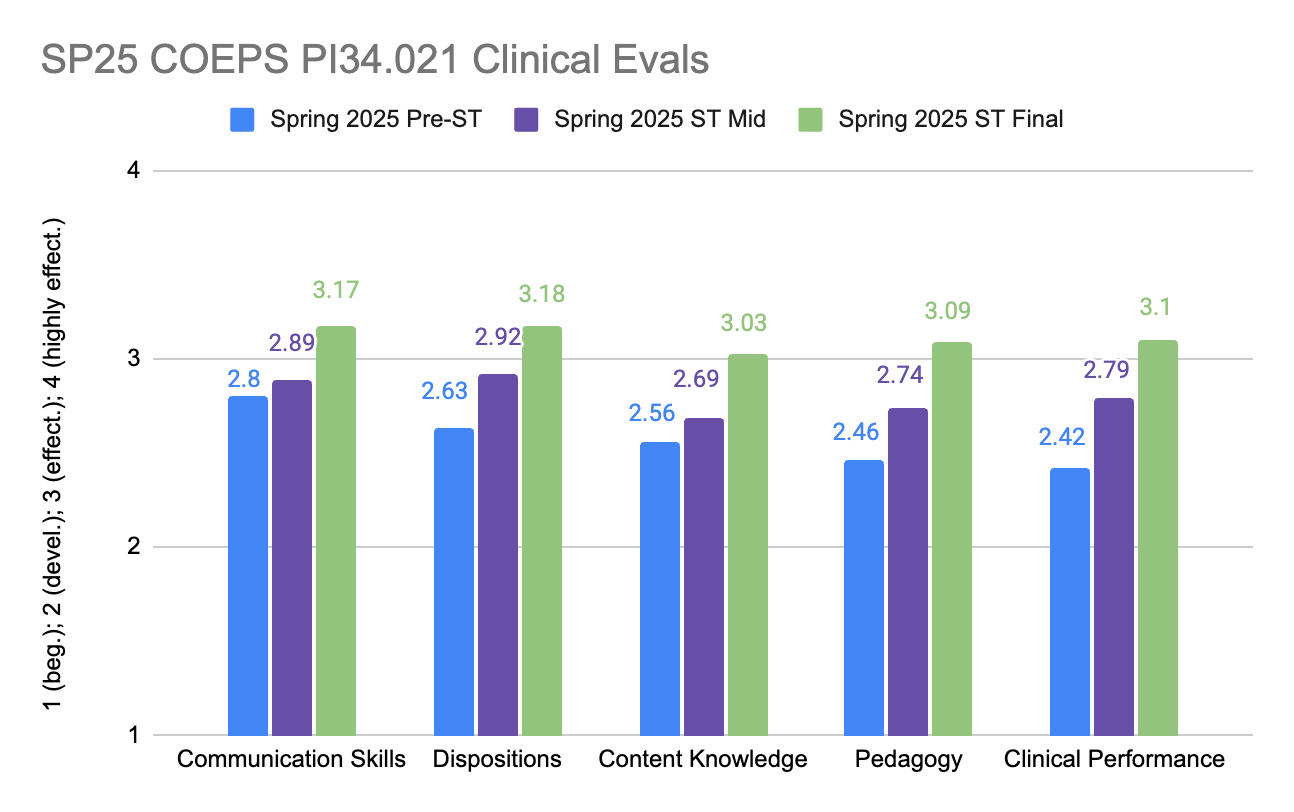 SP25 COEPS PI34.021 Clinical Evals
Spring 2025 Pre-ST Spring 2025 ST Mid Spring 2025 ST Final
1 (beg.); 2 (devel.); 3 (effect.); 4 (highly effect.)
4
3
2
1
2.8 2.89 3.17
2.63 2.92 3.18
2.56 2.69 3.03
2.46 2.74 3.09
2.42 2.79 3.1
Communication Skills Dispositions Content Knowledge Pedagogy Clinical Performance